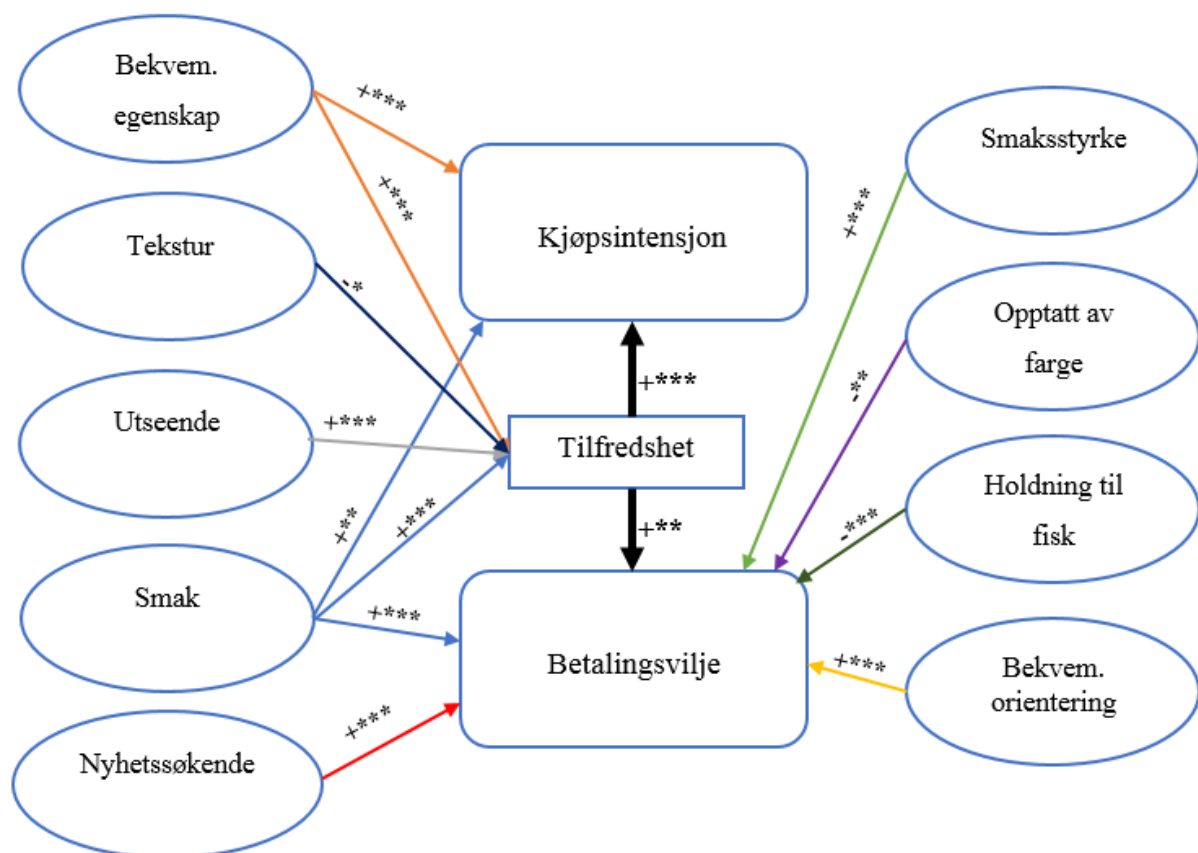 Bekvem.
egenskap
+***
+***
Smaksstyrke
+***
Tekstur
Kjøpsintensjon
-*
Opptatt av
farge
-**
Utseende
+***
+***
Tilfredshet
Holdning til
fisk
-***
+**
+***
+**
Smak
+***
Betalingsvilje
+***
Bekvem.
orientering
+***
Nyhetssøkende